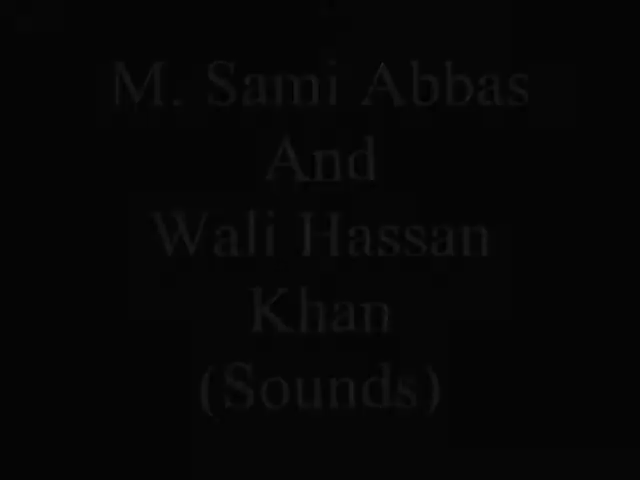 M. Sami Abbas
And
Wali Hassan
Khan
(Sounds)